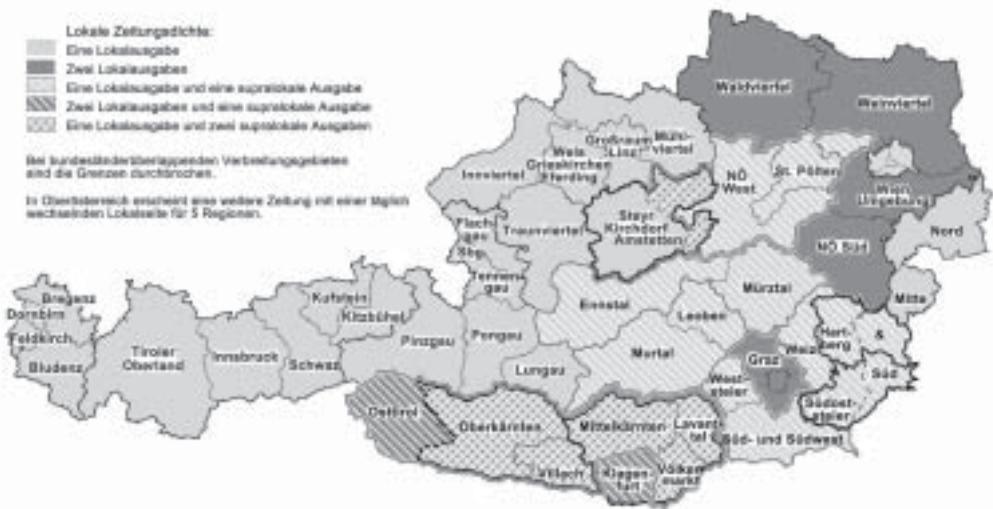 Lokale Zeitungsdichte:
Eine Lokalausgabe
Zwei Lokalausgaben
Eine Lokalausgabe und eine supralokale Ausgabe
Zwei Lokalausgaben und eine supralokale Ausgabe
Eine Lokalausgabe und zwei supralokale Ausgaben
Bei bundesländerüberlappenden Verbreitungsgebieten
sind die Grenzen durchbrochen.
In Oberösterreich erscheint eine weitere Zeitung mit einer täglich
wechselnden Lokalseite für 5 Regionen.
Waldviertel
Weinviertel
Großraum
Linz
Mühl-
viertel
Wels
Grieskirchen
Eferding
Innviertel
NÖ
West
St. Pölten
Wien
Umgebung
Steyr
Kirchdorf
Amstetten
Flach-
gau
Sbg.
Traunviertel
Nord
NÖ Süd
Tennen-
gau
Bregenz
Dornbirn
Feldkirch
Bludenz
Tiroler
Oberland
Innsbruck
Schwaz
Kufstein
Kitzbühel
Pinzgau
Pongau
Lungau
Ennstal
Leoben
Mürztal
Mitte
Murtal
Graz
Weiz
Hart-
berg
&
Süd
West-
steier
Südost-
steier
Osttirol
Oberkärnten
Mittelkärnten
Lavant-
tel
Süd- und Südwest
Villach
Klagen-
furt
Völker
markt